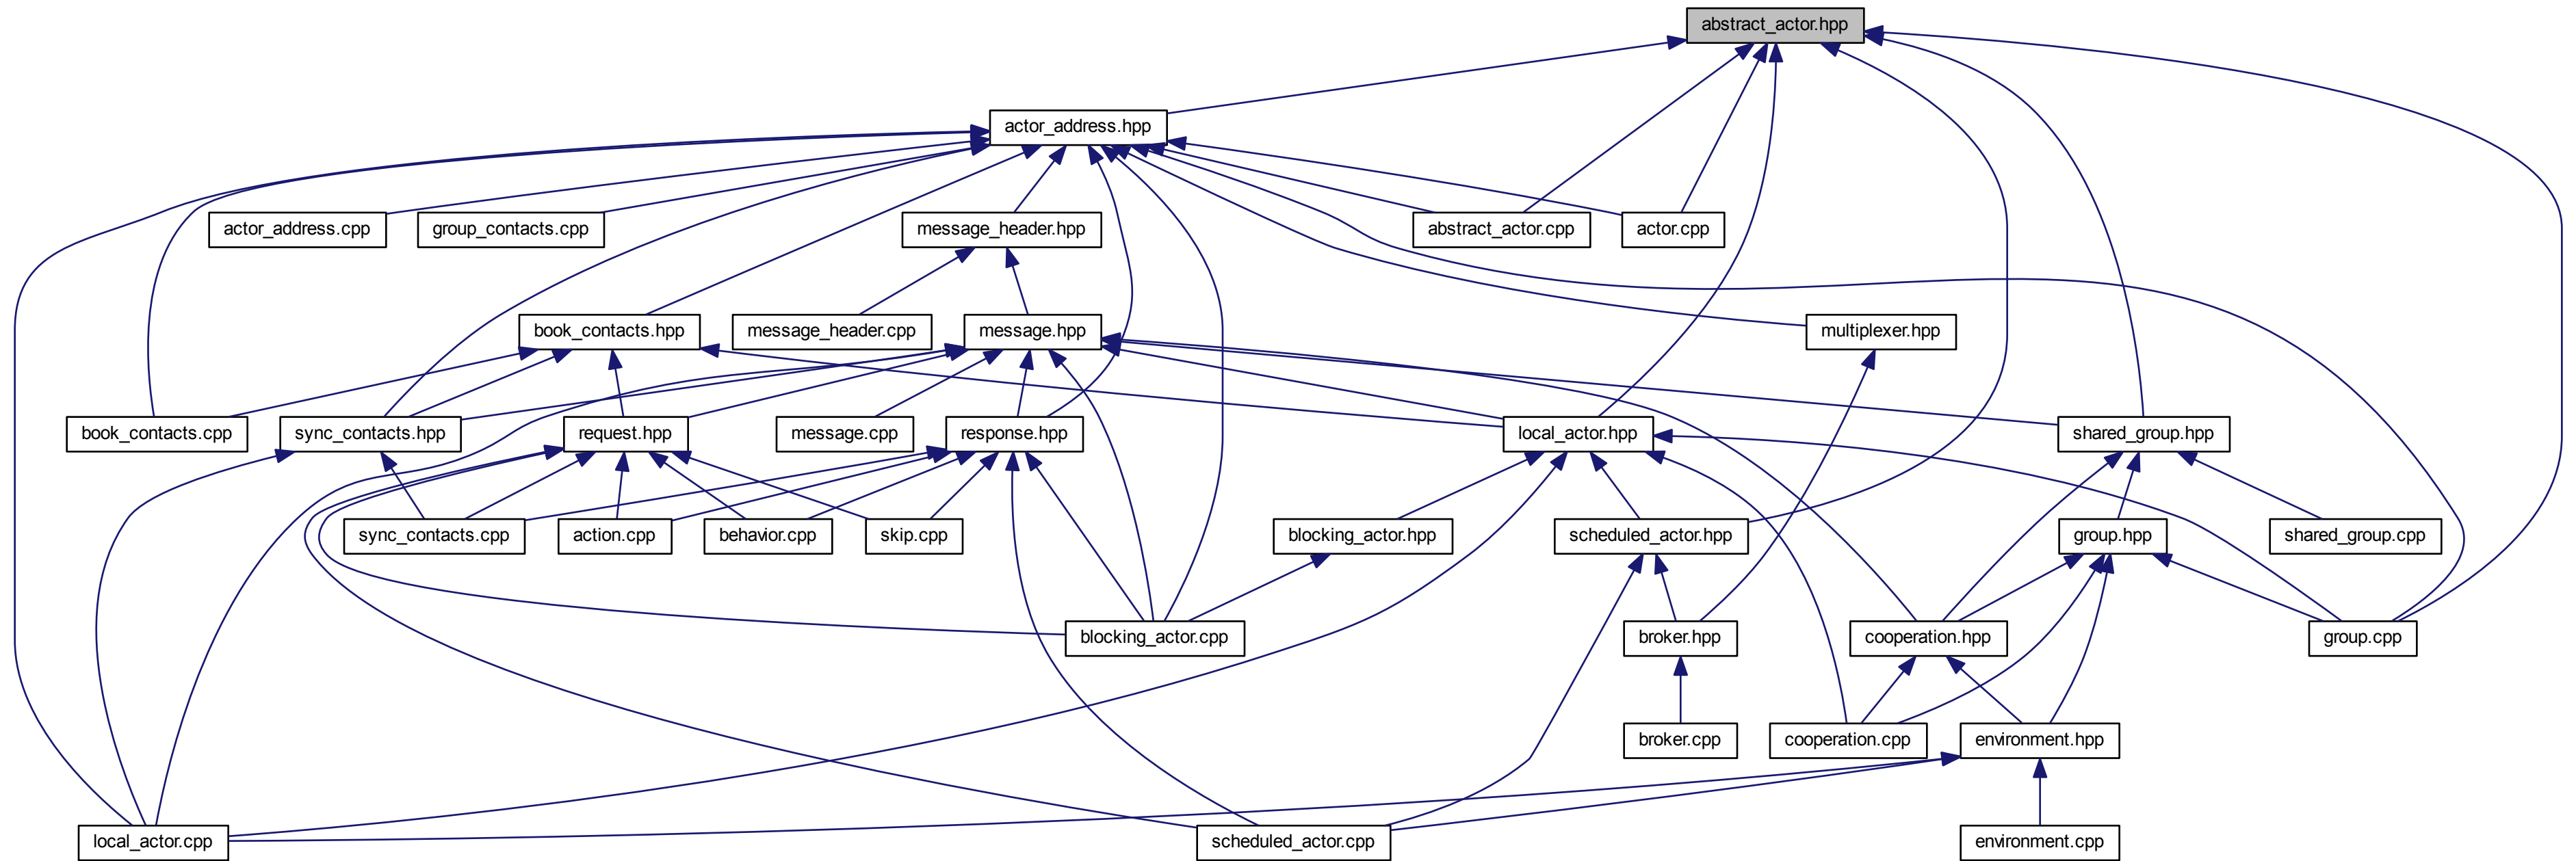 abstract_actor.hpp
actor_address.hpp
actor_address.cpp
group_contacts.cpp
message_header.hpp
abstract_actor.cpp
actor.cpp
book_contacts.hpp
message_header.cpp
message.hpp
multiplexer.hpp
book_contacts.cpp
sync_contacts.hpp
request.hpp
message.cpp
response.hpp
local_actor.hpp
shared_group.hpp
sync_contacts.cpp
action.cpp
behavior.cpp
skip.cpp
blocking_actor.hpp
scheduled_actor.hpp
group.hpp
shared_group.cpp
blocking_actor.cpp
broker.hpp
cooperation.hpp
group.cpp
broker.cpp
cooperation.cpp
environment.hpp
local_actor.cpp
scheduled_actor.cpp
environment.cpp